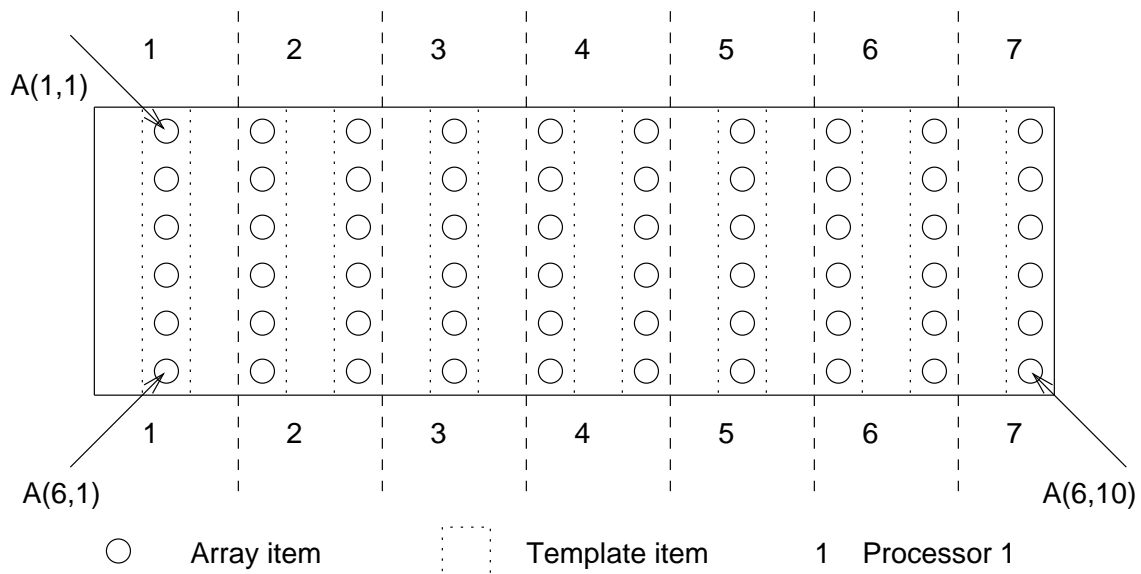 1 2 3 4 5 6 7
A(1,1)
1 2 3 4 5 6 7
A(6,1) A(6,10)
Array item Template item 1 Processor 1